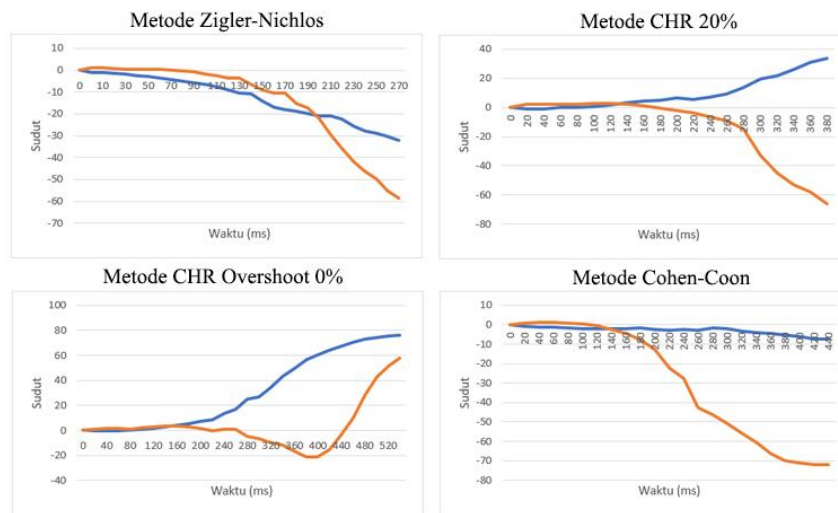 Metode Zigler-Nichlos
10
0
-10
-20
-30
-40
-50
-60
-70
0 10 30 50 70 90 110 130 150 170 190 210 230 250 270
Sudut
Waktu (ms)
Metode CHR 20%
40
20
0
-20
-40
-60
-80
0 20 40 60 80 100 120 140 160 180 200 220 240 260 280 300 320 340 360 380
Sudut
Waktu (ms)
Metode CHR Overshoot 0%
100
80
60
40
20
0
-20
-40
0 40 80 120 160 200 240 280 320 360 400 440 480 520
Sudut
Waktu (ms)
Metode Cohen-Coon
10
0
-10
-20
-30
-40
-50
-60
-70
-80
0 20 40 60 80 100 120 140 160 180 200 220 240 260 280 300 320 340 360 380 400 420 440
Sudut
Waktu (ms)